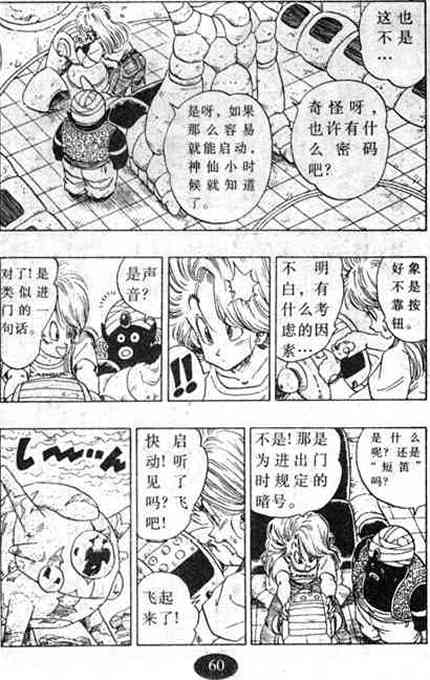 这也
不是
…
奇怪呀，
也许有什
么密码
吧？
是呀，如果
那么容易
就能启动，
神仙小时
候就知道
了。
好象
不是
靠按
钮。
不明
白，有
什么考
虑的因
素…
!!
是声
音？
对了！是
类似进
门的一
句话。
是什么
呢？还是
“短笛”
吗？
不是！那是
为进出门
时规定的
暗号。
快启
动！听
见了
吗？飞
吧！
飞起
来了！
し〜〜ん
60